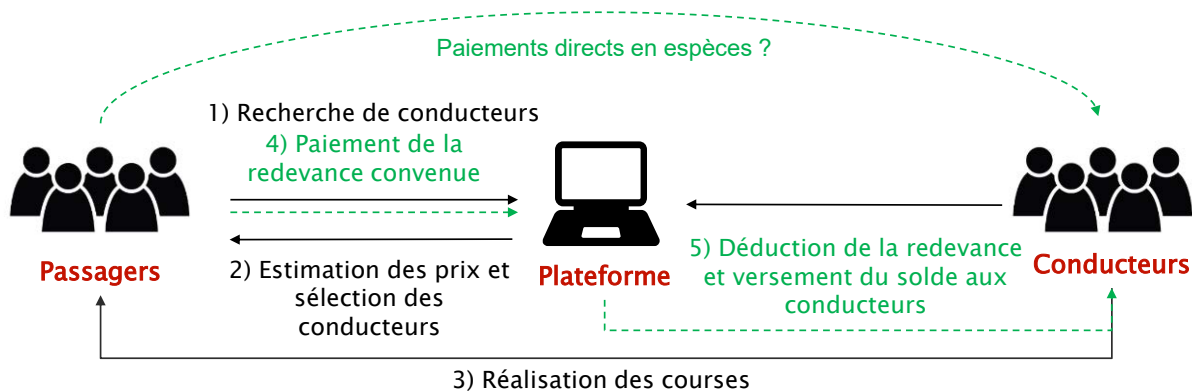 Paiements directs en espèces ?
1) Recherche de conducteurs
4) Paiement de la
redevance convenue
Passagers
2) Estimation des prix et
sélection des
conducteurs
Plateforme
5) Déduction de la redevance
et versement du solde aux
conducteurs
Conducteurs
3) Réalisation des courses